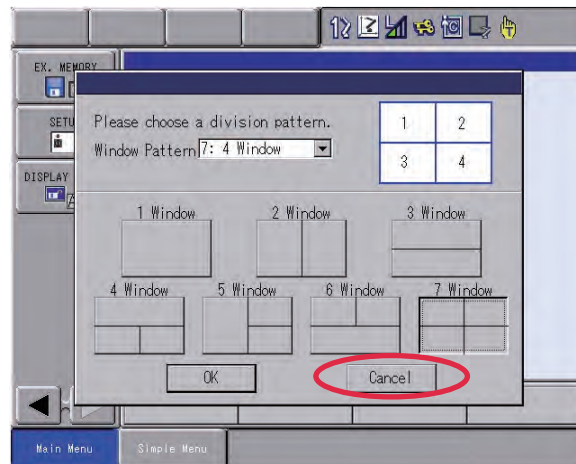 EX. MEMORY
SETU
DISPLAY
Please choose a division pattern.
Window Pattern 7: 4 Window
1 2
3 4
1 Window 2 Window 3 Window
4 Window 5 Window 6 Window 7 Window
OK Cancel
Main Menu Simple Menu